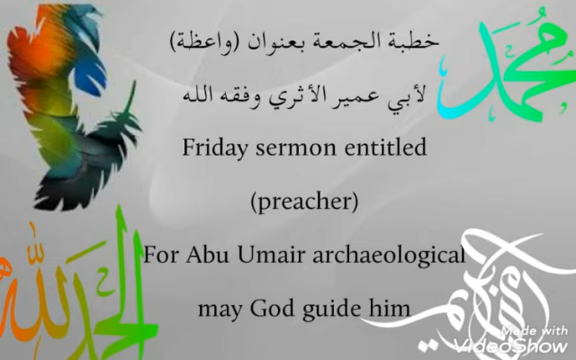 خطبة الجمعة بعنوان (واعظة)
محمد
لأبي عمير الأثري وفقه الله
Friday sermon entitled
(preacher)
For Abu Umair archaeological
may God guide him
الحمد لله
Made with
VideoShow